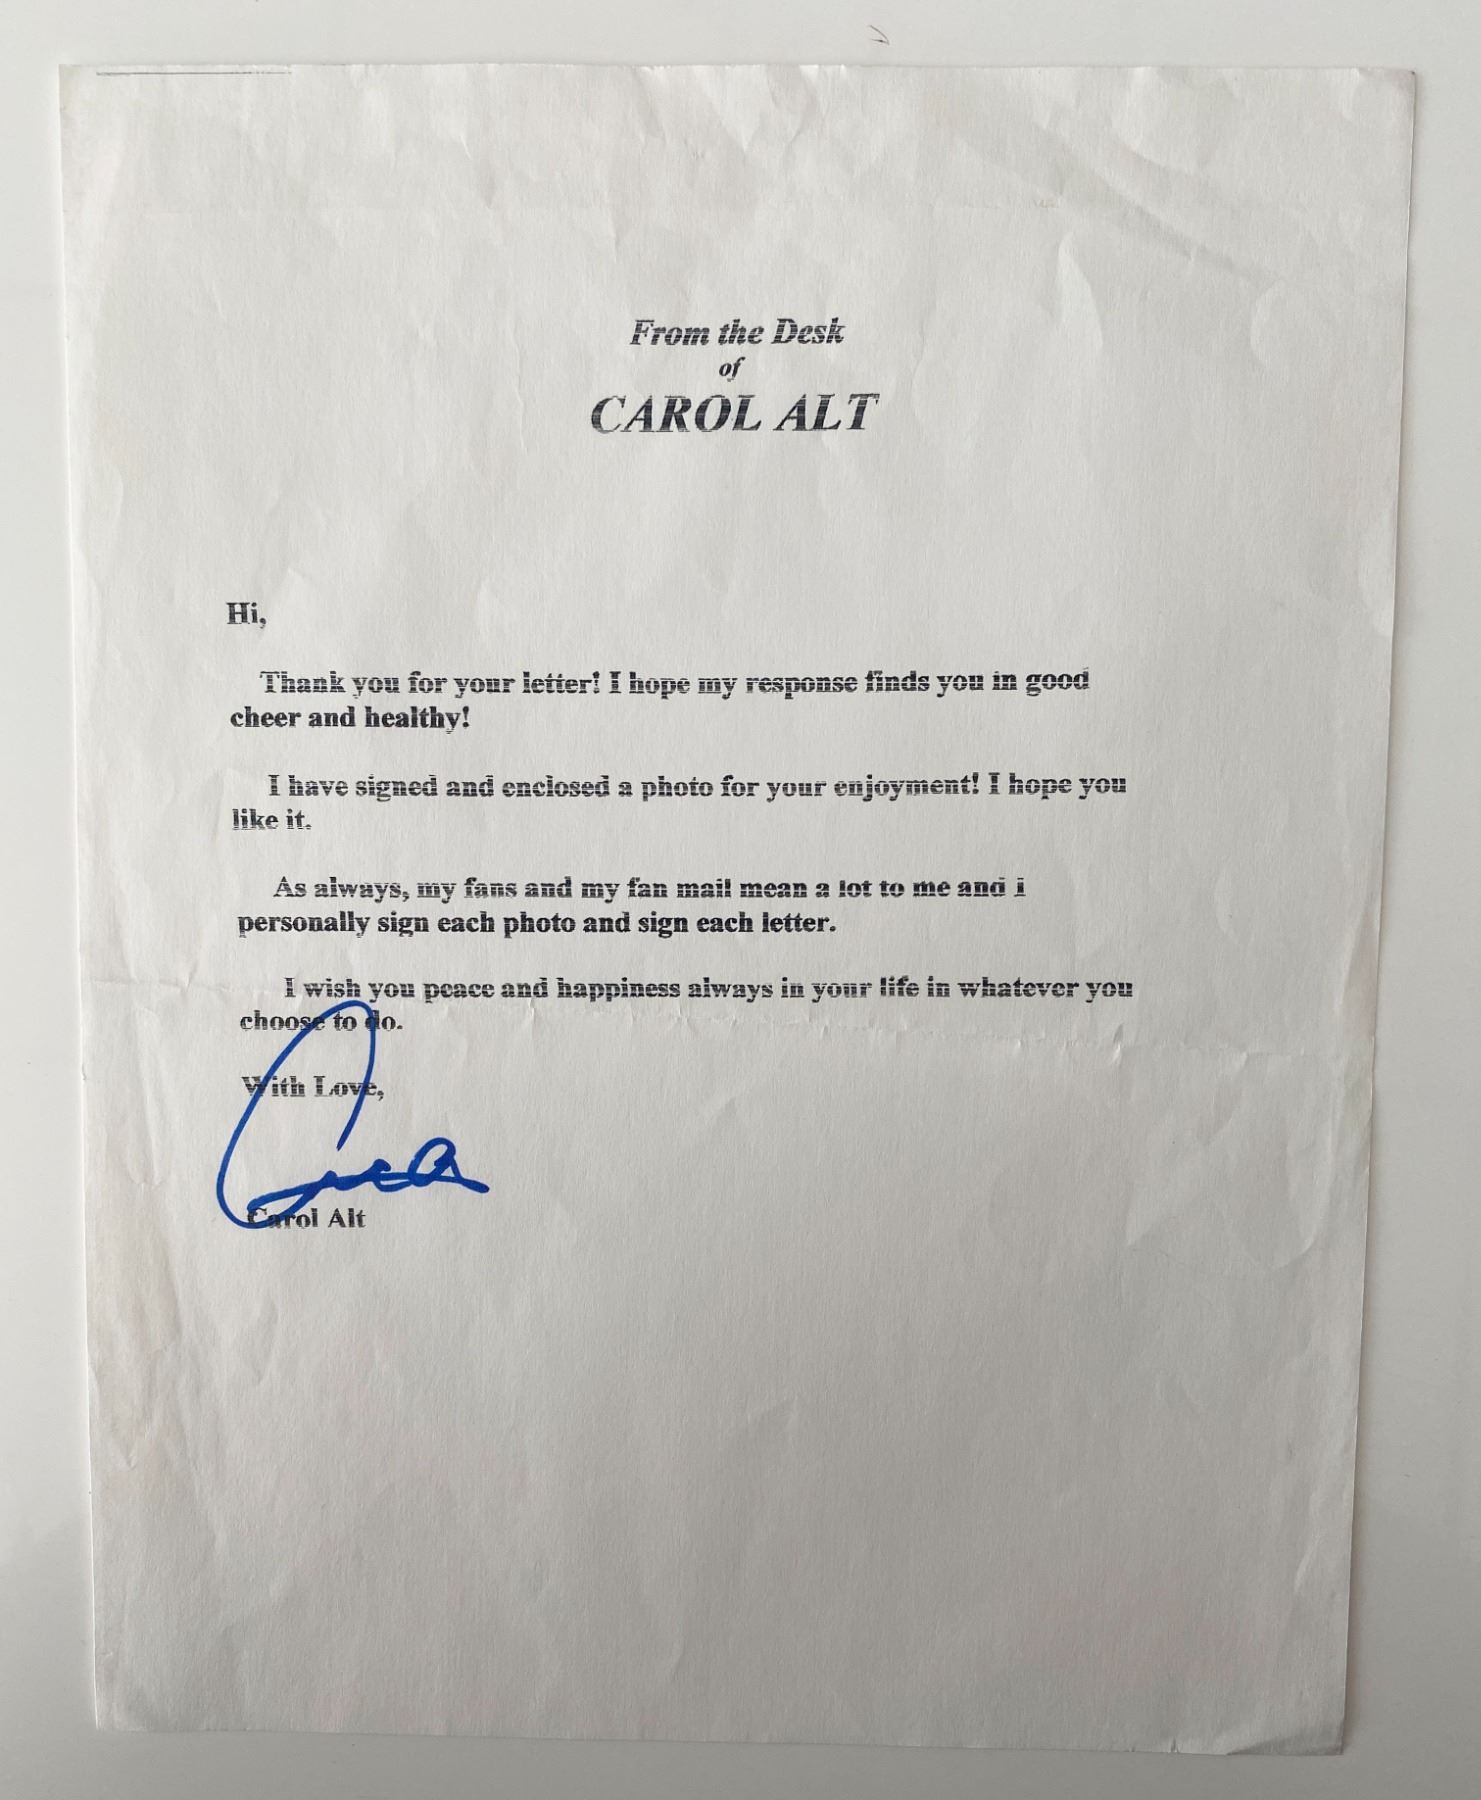 From the Desk
of
CAROL ALT
Hi,
Thank you for your letter! I hope my response finds you in good
cheer and healthy!
I have signed and enclosed a photo for your enjoyment! I hope you
like it.
As always, my fans and my fan mail mean a lot to me and i
personally sign each photo and sign each letter.
I wish you peace and happiness always in your life in whatever you
choose to do.
With Love,
Carol Alt